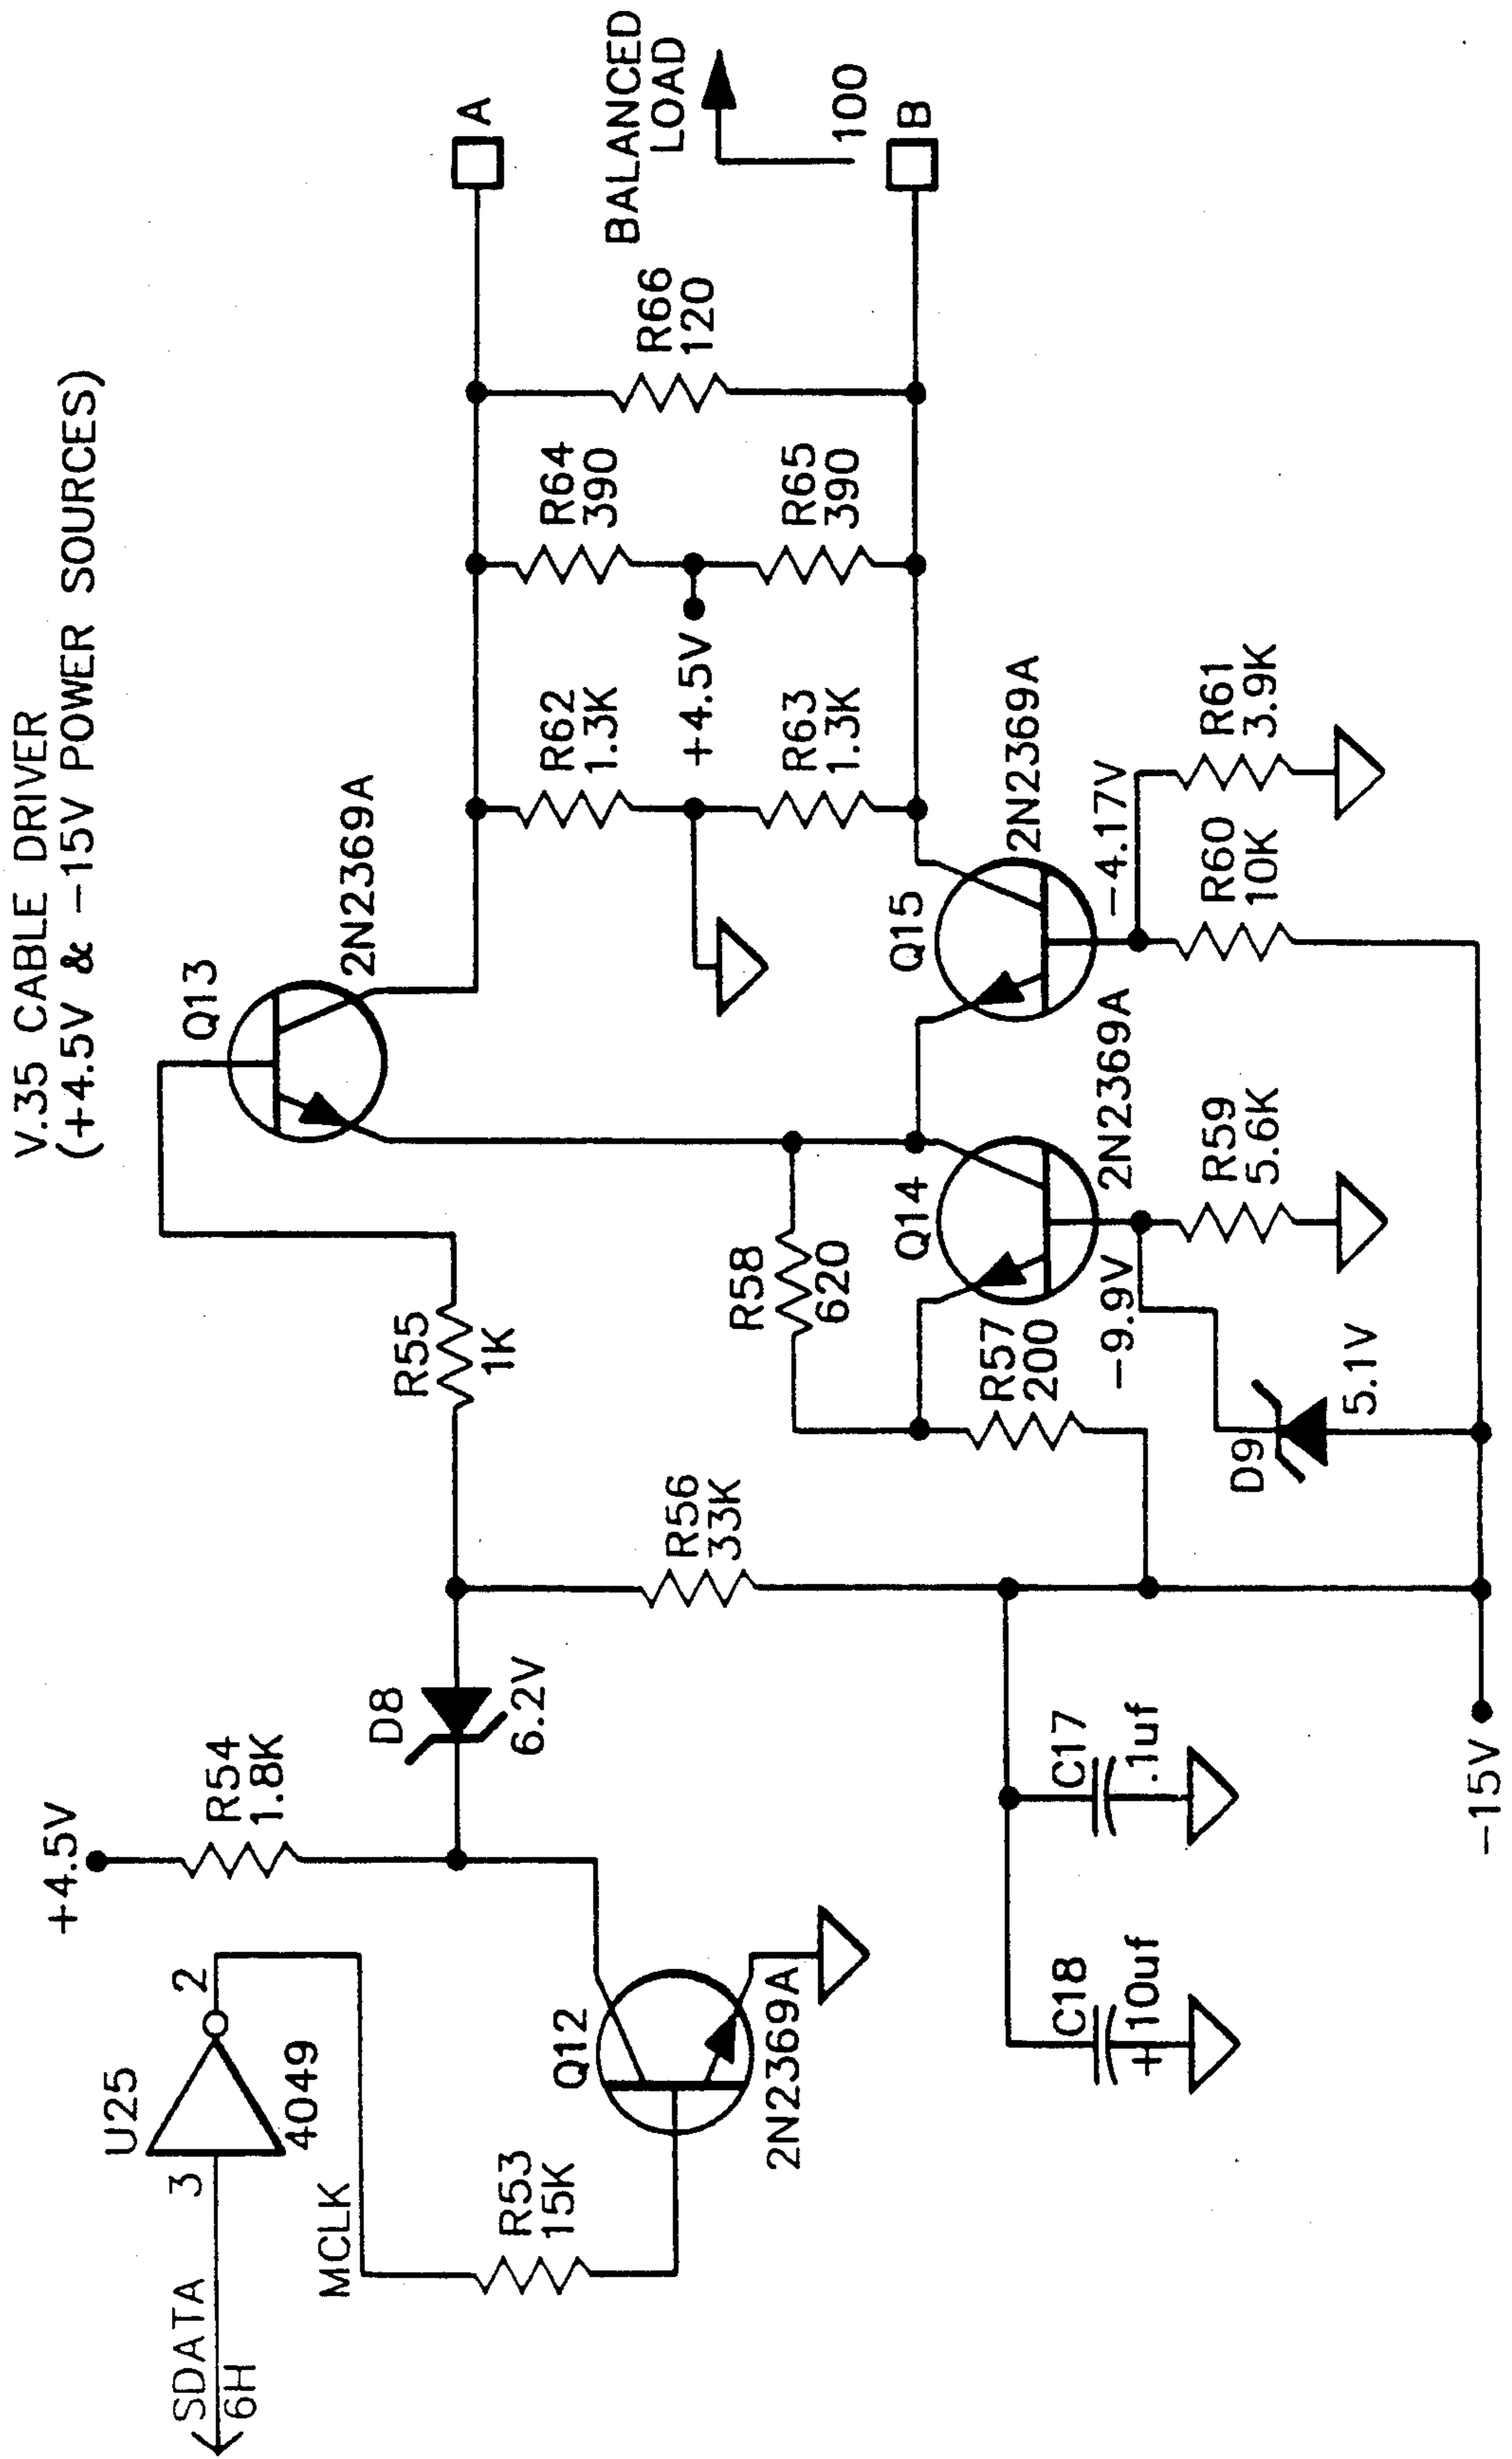 V.35 CABLE DRIVER
(+4.5V & -15V POWER SOURCES)
SDATA
6H
3
U25
4049
2
MCLK
R53
15K
Q12
2N2369A
+4.5V
R54
1.8K
D8
6.2V
C18
+
10uf
C17
.1uf
-15V
R56
33K
R55
1K
R57
200
R58
620
D9
5.1V
-9.9V
Q14
2N2369A
R59
5.6K
Q13
2N2369A
Q15
2N2369A
-4.17V
R60
10K
R61
3.9K
R62
1.3K
R63
1.3K
+4.5V
R64
390
R65
390
R66
120
A
BALANCED
LOAD
100
B